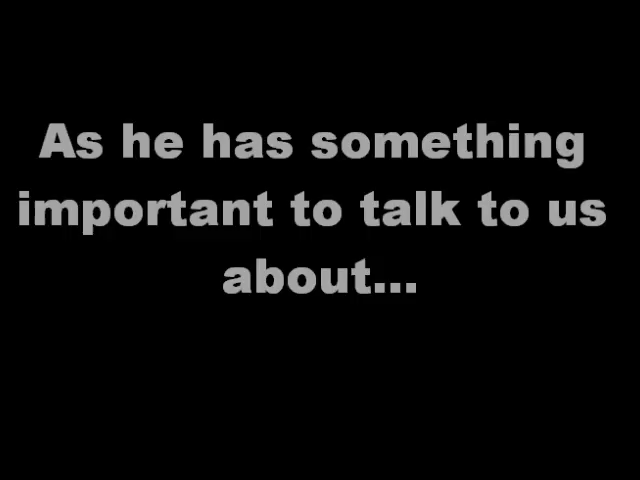 As he has something
important to talk to us
about...